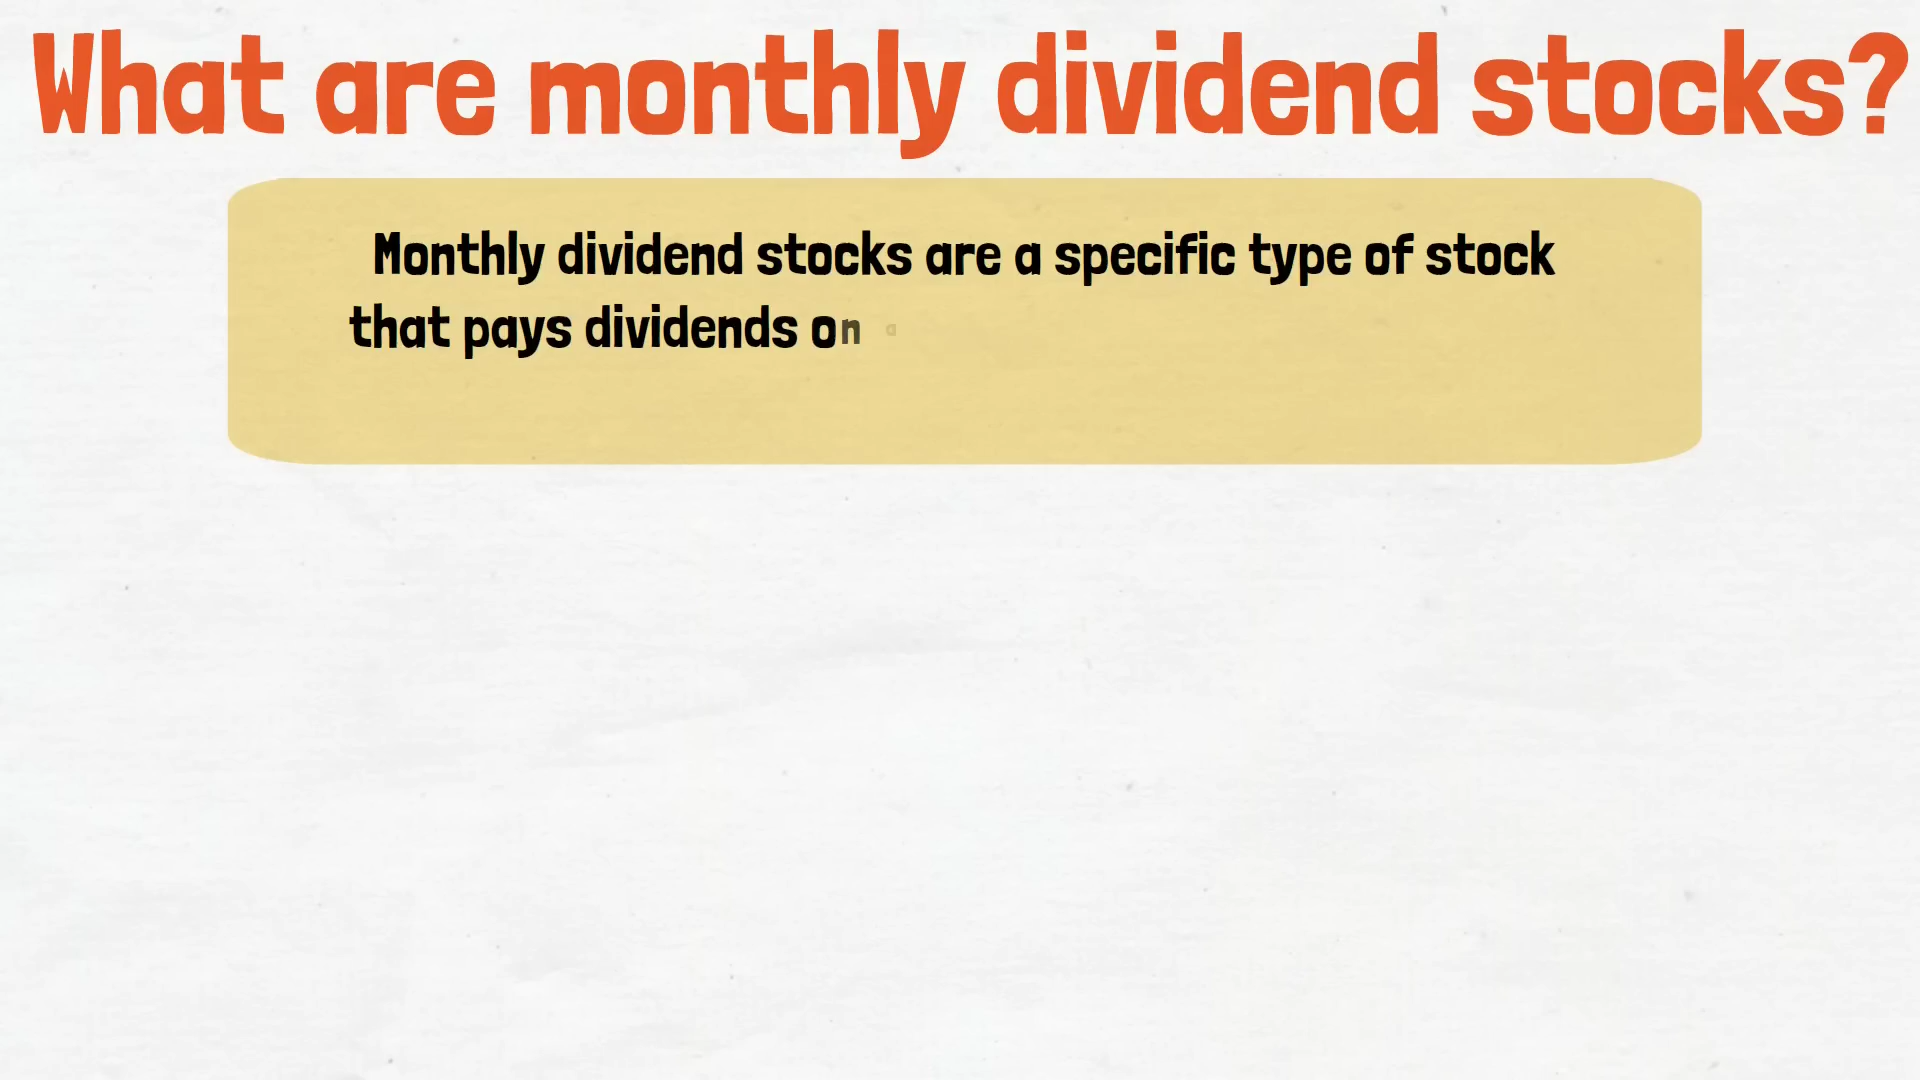 What are monthly dividend stocks?
Monthly dividend stocks are a specific type of stock
that pays dividends on a